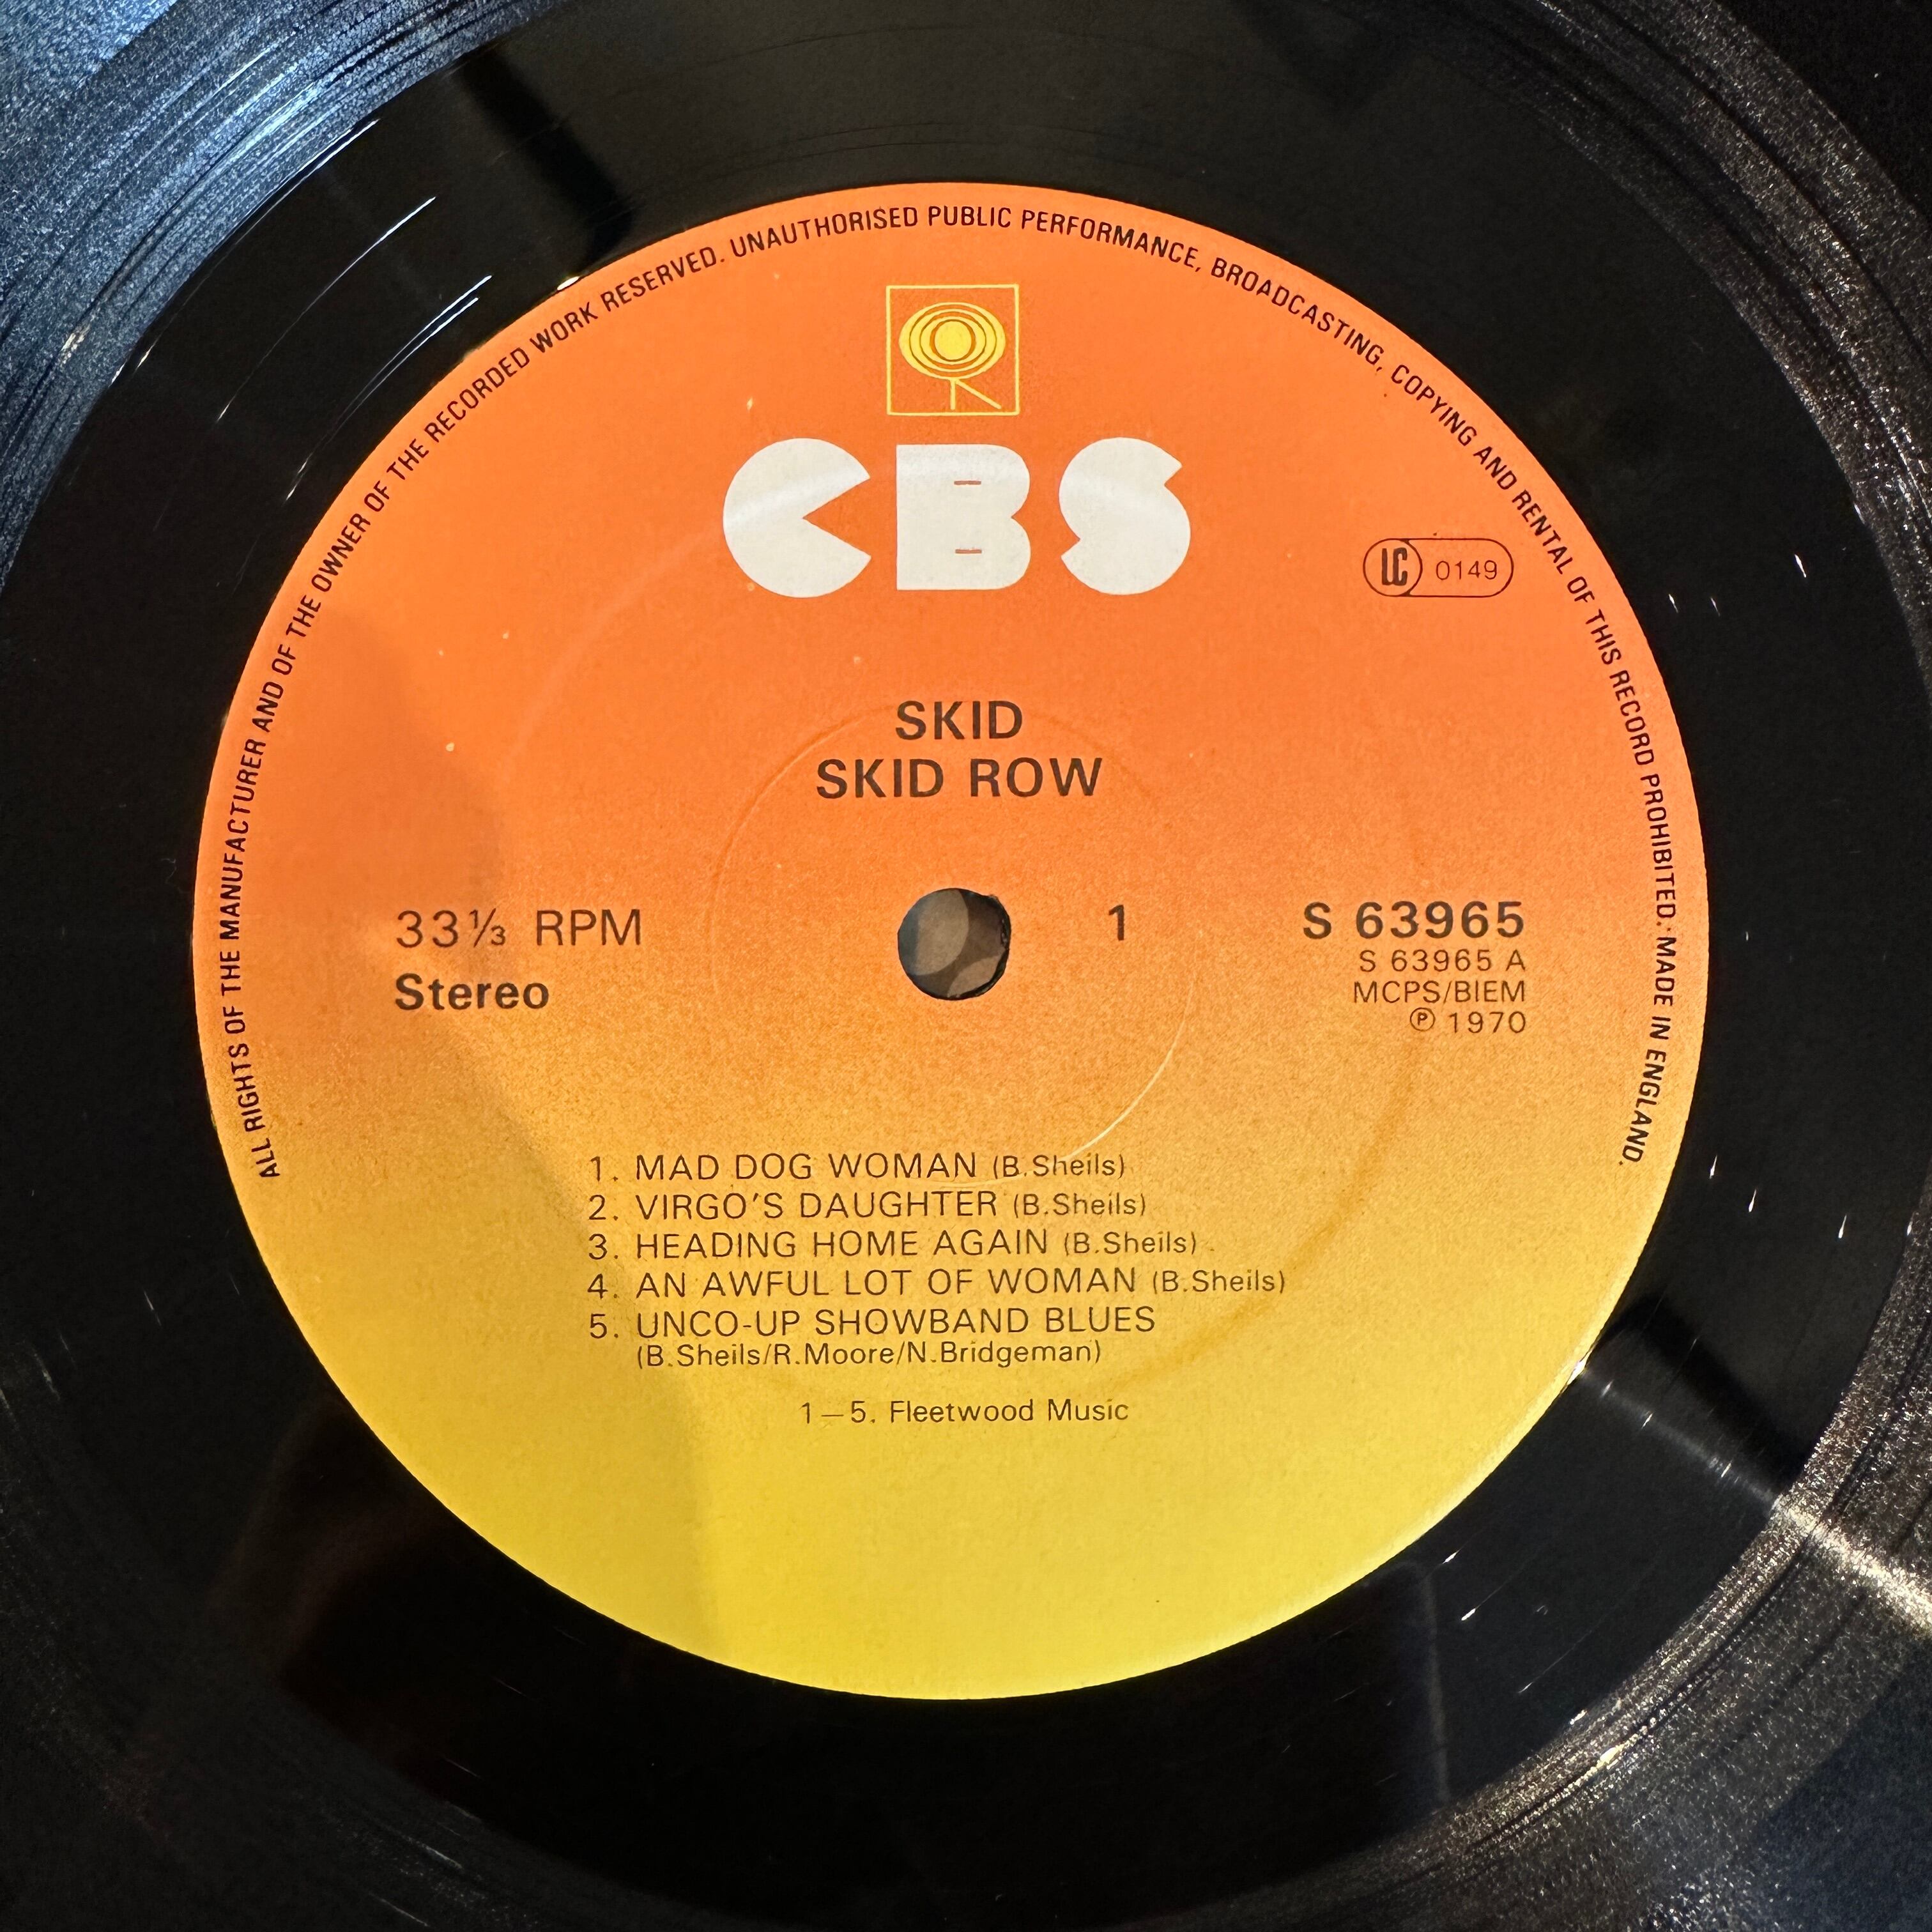 ALL RIGHTS OF THE MANUFACTURER AND OF THE OWNER OF THE RECORDED WORK RESERVED. UNAUTHORISED PUBLIC PERFORMANCE, BROADCASTING, COPYING AND RENTAL OF THIS RECORD PROHIBITED. MADE IN ENGLAND.
CBS
LC 0149
SKID
SKID ROW
33⅓ RPM
Stereo
1
S 63965
S 63965 A
MCPS/BIEM
℗ 1970
1. MAD DOG WOMAN (B.Sheils)
2. VIRGO'S DAUGHTER (B.Sheils)
3. HEADING HOME AGAIN (B.Sheils)
4. AN AWFUL LOT OF WOMAN (B.Sheils)
5. UNCO-UP SHOWBAND BLUES
(B.Sheils/R.Moore/N.Bridgeman)
1—5. Fleetwood Music